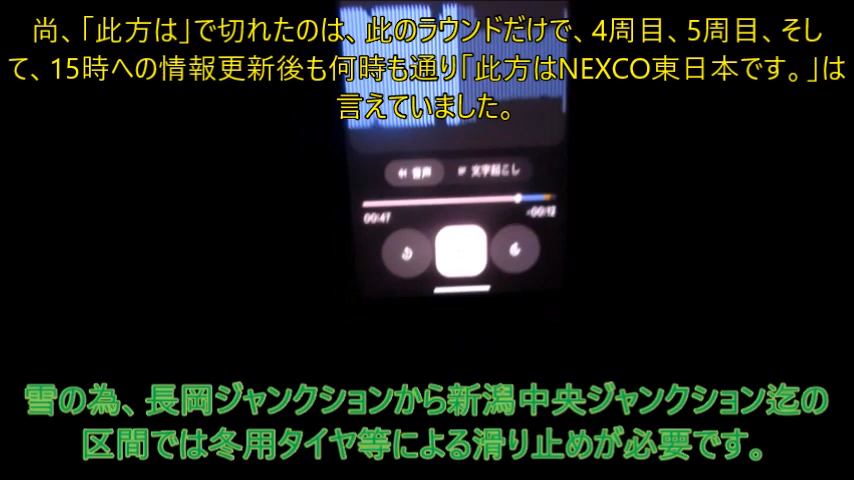 尚、「此方は」で切れたのは、此のラウンドだけで、4周目、5周目、そし
て、15時への情報更新後も何時も通り「此方はNEXCO東日本です。」は
言えていました。
音声 文字起こし
00:47 -00:12
雪の為、長岡ジャンクションから新潟中央ジャンクション迄の
区間では冬用タイヤ等による滑り止めが必要です。